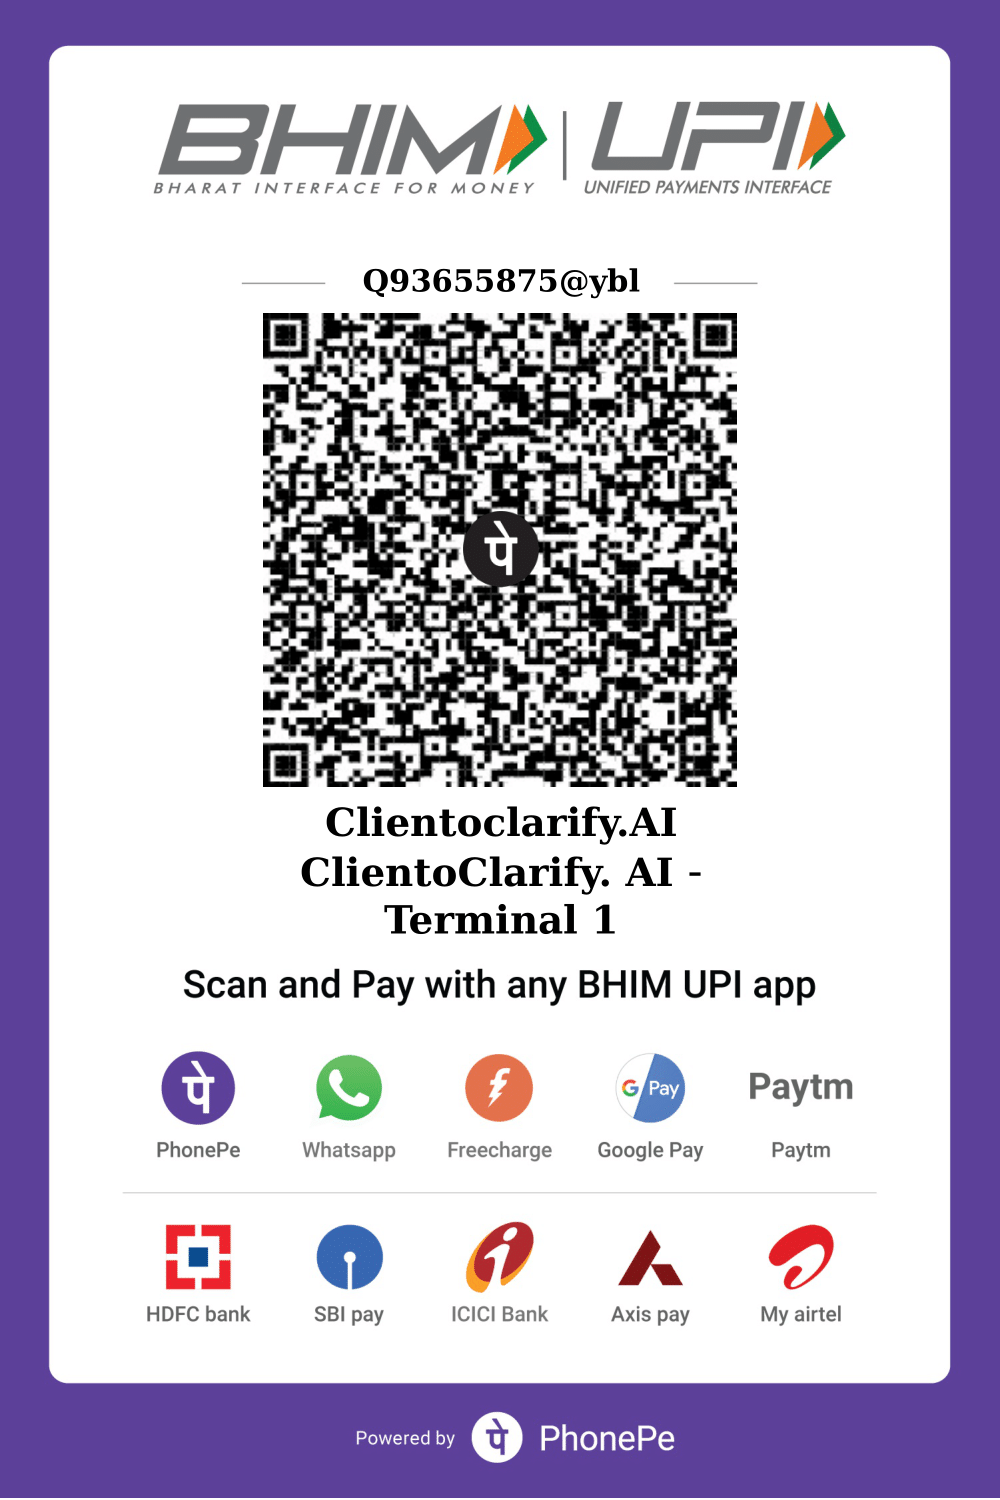 BHIM UPI
BHARAT INTERFACE FOR MONEY UNIFIED PAYMENTS INTERFACE
Q93655875@ybl
पे
Clientoclarify.AI
ClientoClarify. AI -
Terminal 1
Scan and Pay with any BHIM UPI app
पे G Pay Paytm
PhonePe Whatsapp Freecharge Google Pay Paytm
HDFC bank SBI pay ICICI Bank Axis pay My airtel
Powered by पे PhonePe